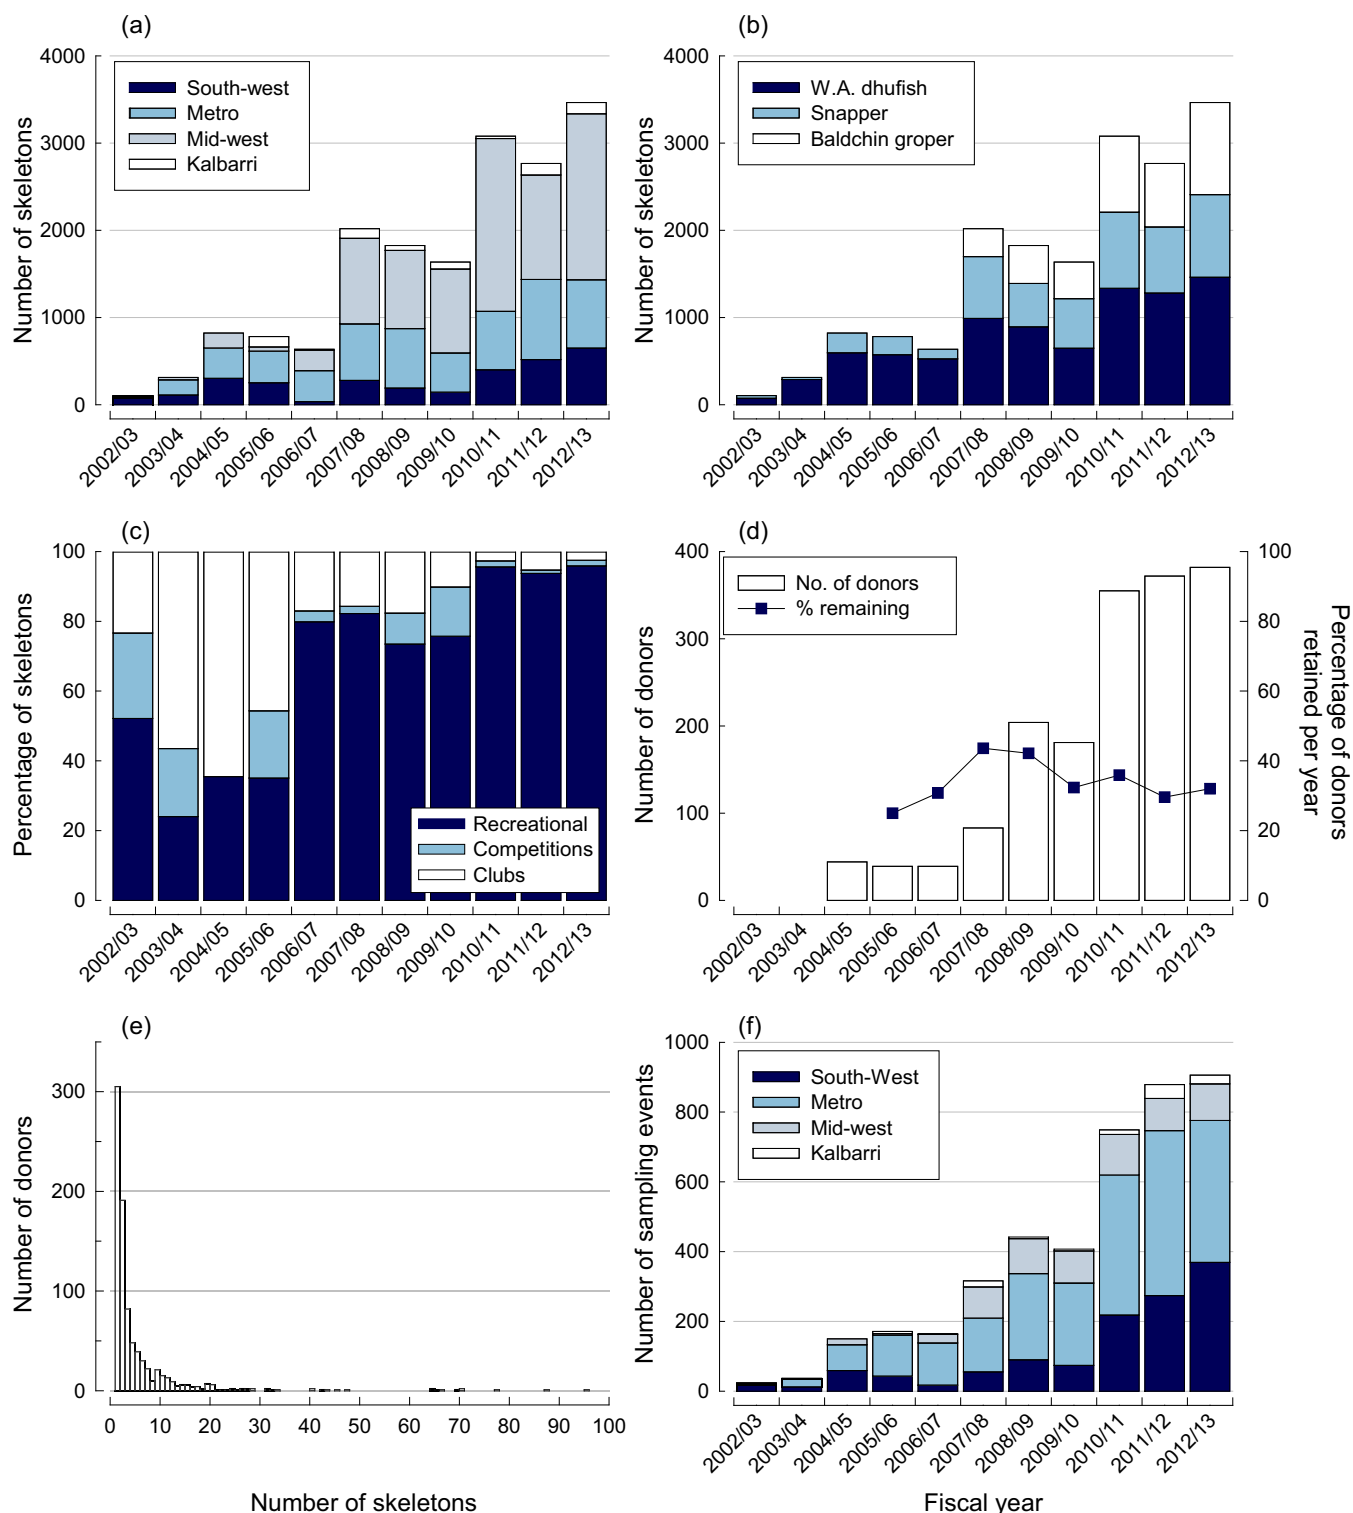 (a)
Number of skeletons
4000
3000
2000
1000
0
South-west
Metro
Mid-west
Kalbarri
2002/03
2003/04
2004/05
2005/06
2006/07
2007/08
2008/09
2009/10
2010/11
2011/12
2012/13
(b)
Number of skeletons
4000
3000
2000
1000
0
W.A. dhufish
Snapper
Baldchin groper
2002/03
2003/04
2004/05
2005/06
2006/07
2007/08
2008/09
2009/10
2010/11
2011/12
2012/13
(c)
Percentage of skeletons
100
80
60
40
20
0
Recreational
Competitions
Clubs
2002/03
2003/04
2004/05
2005/06
2006/07
2007/08
2008/09
2009/10
2010/11
2011/12
2012/13
(d)
Number of donors
400
300
200
100
0
No. of donors
% remaining
100
80
60
40
20
0
Percentage of donors
retained per year
2002/03
2003/04
2004/05
2005/06
2006/07
2007/08
2008/09
2009/10
2010/11
2011/12
2012/13
(e)
Number of donors
300
200
100
0
0 10 20 30 40 50 60 70 80 90 100
Number of skeletons
(f)
Number of sampling events
1000
800
600
400
200
0
South-West
Metro
Mid-west
Kalbarri
2002/03
2003/04
2004/05
2005/06
2006/07
2007/08
2008/09
2009/10
2010/11
2011/12
2012/13
Fiscal year